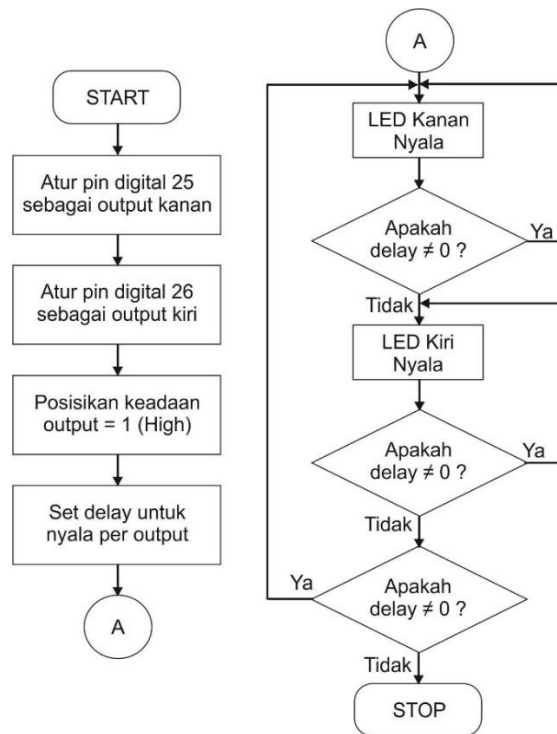 START
Atur pin digital 25
sebagai output kanan
Atur pin digital 26
sebagai output kiri
Posisikan keadaan
output = 1 (High)
Set delay untuk
nyala per output
A
A
LED Kanan
Nyala
Apakah
delay ≠ 0 ?
Ya
Tidak
LED Kiri
Nyala
Apakah
delay ≠ 0 ?
Ya
Tidak
Apakah
delay ≠ 0 ?
Ya
Tidak
STOP